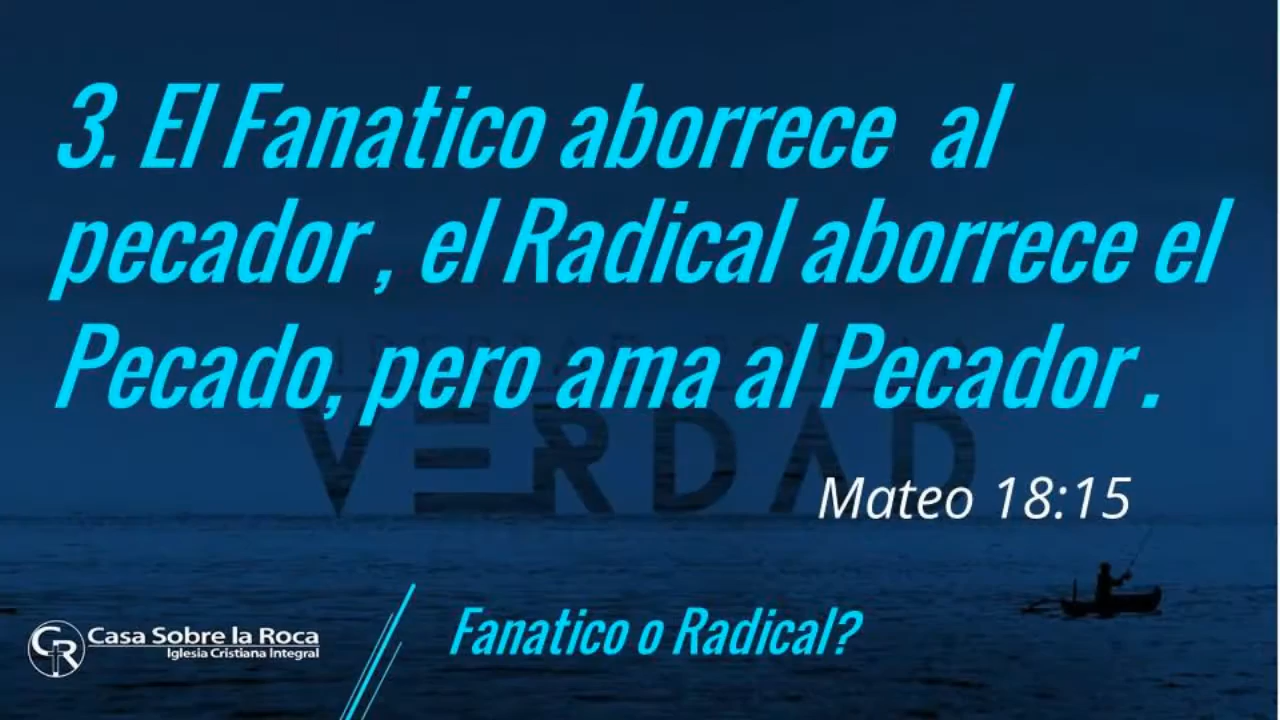 3. El Fanatico aborrece al
pecador , el Radical aborrece el
Pecado, pero ama al Pecador .
VERDAD
Mateo 18:15
CR Casa Sobre la Roca
Iglesia Cristiana Integral
Fanatico o Radical?